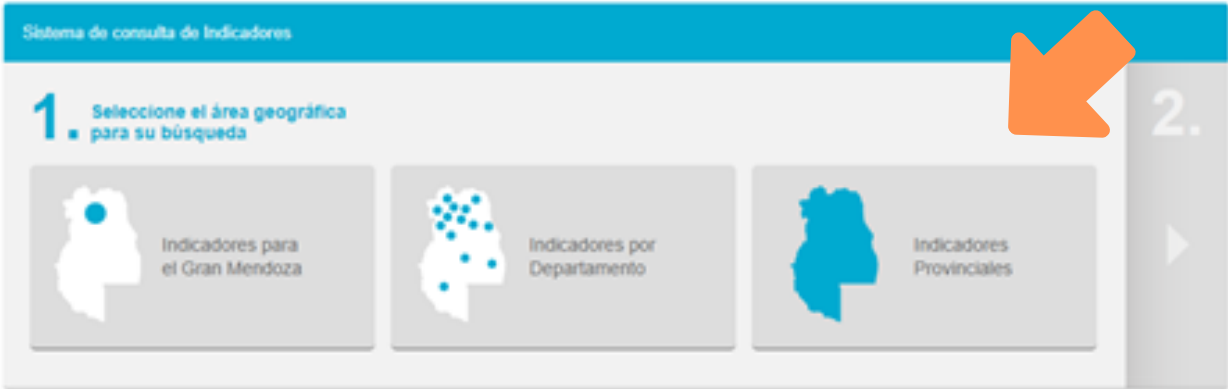 Sistema de consulta de Indicadores
1.
Seleccione el área geográfica
para su búsqueda
2.
Indicadores para
el Gran Mendoza
Indicadores por
Departamento
Indicadores
Provinciales